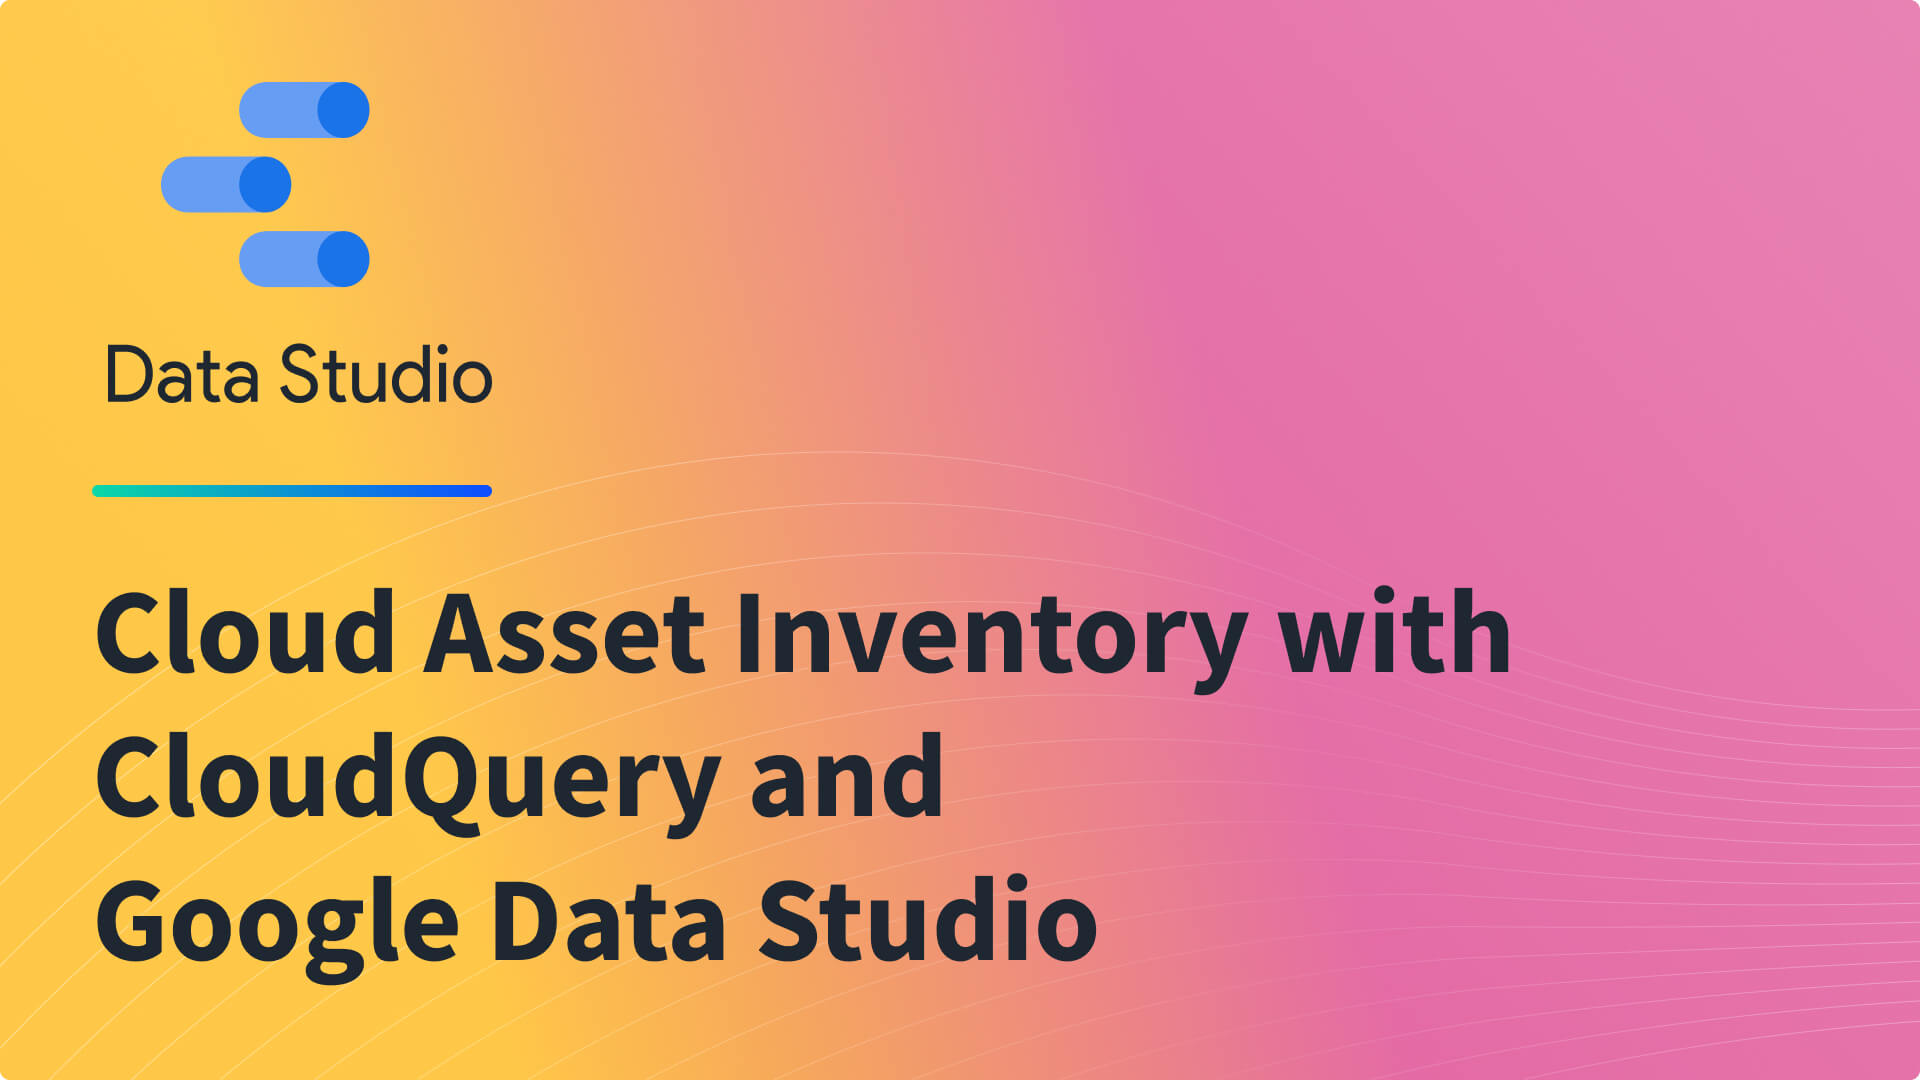 Data Studio
Cloud Asset Inventory with
CloudQuery and
Google Data Studio